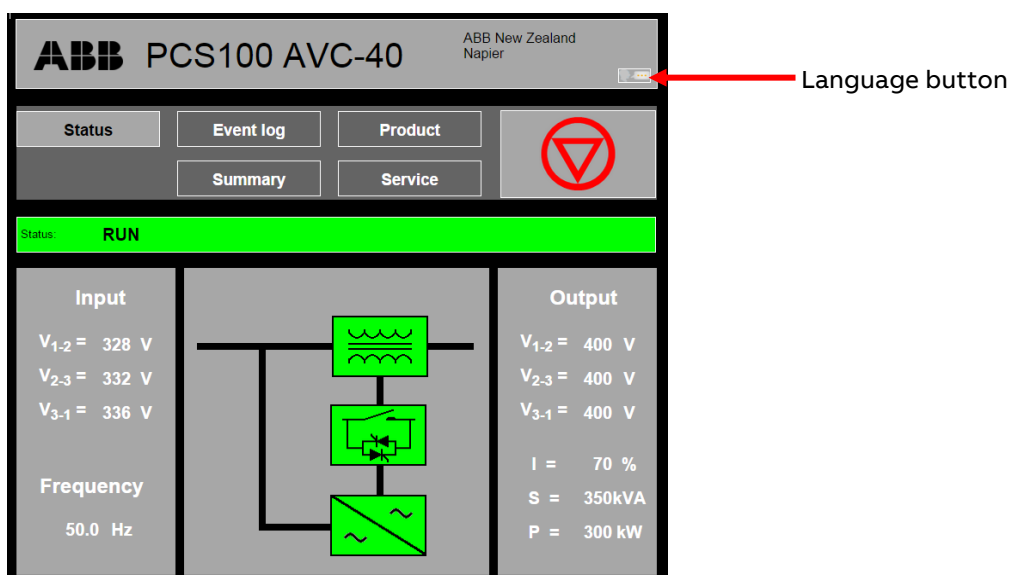 ABB PCS100 AVC-40
ABB New Zealand
Napier
Language button
Status Event log Product
Summary Service
Status: RUN
Input
V1-2 = 328 V
V2-3 = 332 V
V3-1 = 336 V
Frequency
50.0 Hz
Output
V1-2 = 400 V
V2-3 = 400 V
V3-1 = 400 V
I = 70 %
S = 350kVA
P = 300 kW